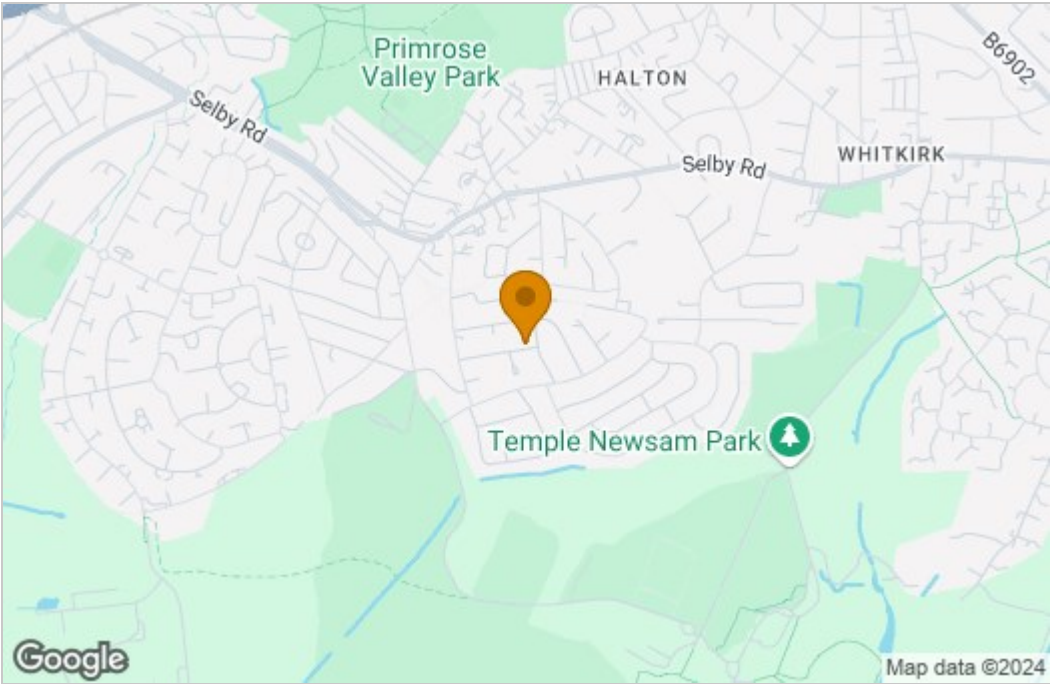 Primrose
Valley Park
HALTON
B6902
Selby Rd
Selby Rd
WHITKIRK
Temple Newsam Park
Google
Map data ©2024